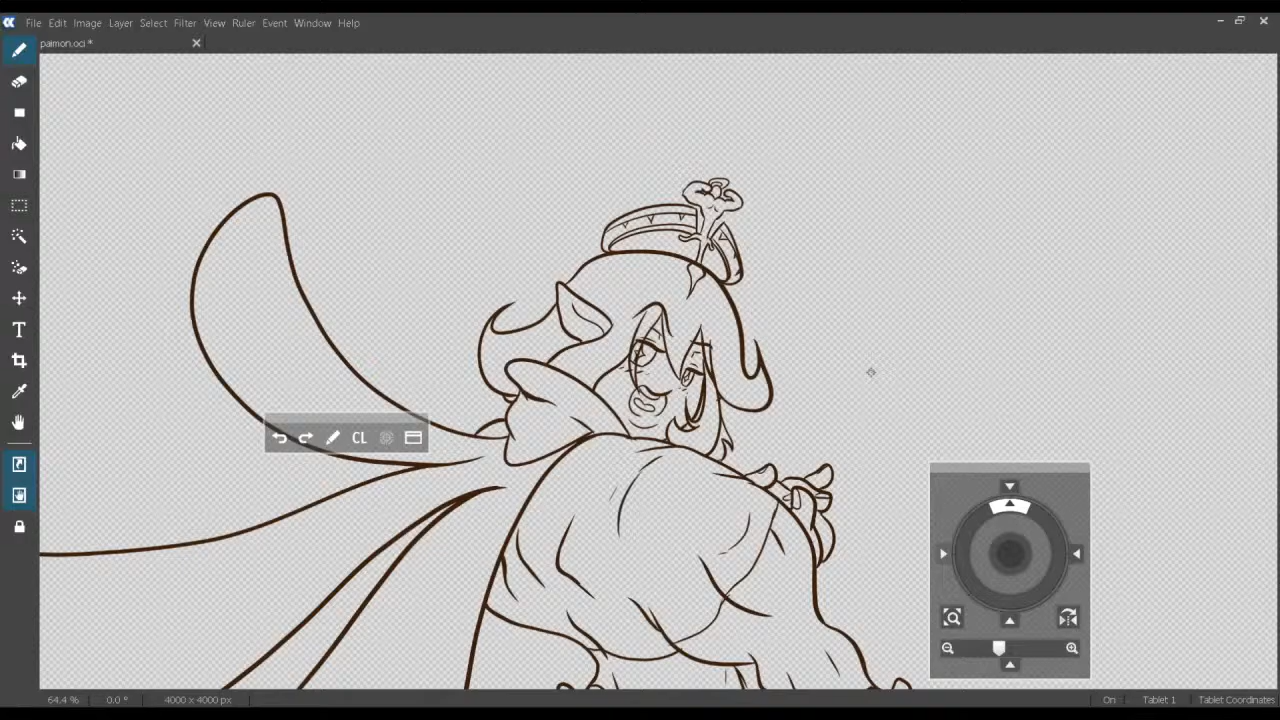 File Edit Image Layer Select Filter View Ruler Event Window Help
paimon.oci *
CL
64.4 % 0.0 ° 4000 x 4000 px On Tablet 1 Tablet Coordinates